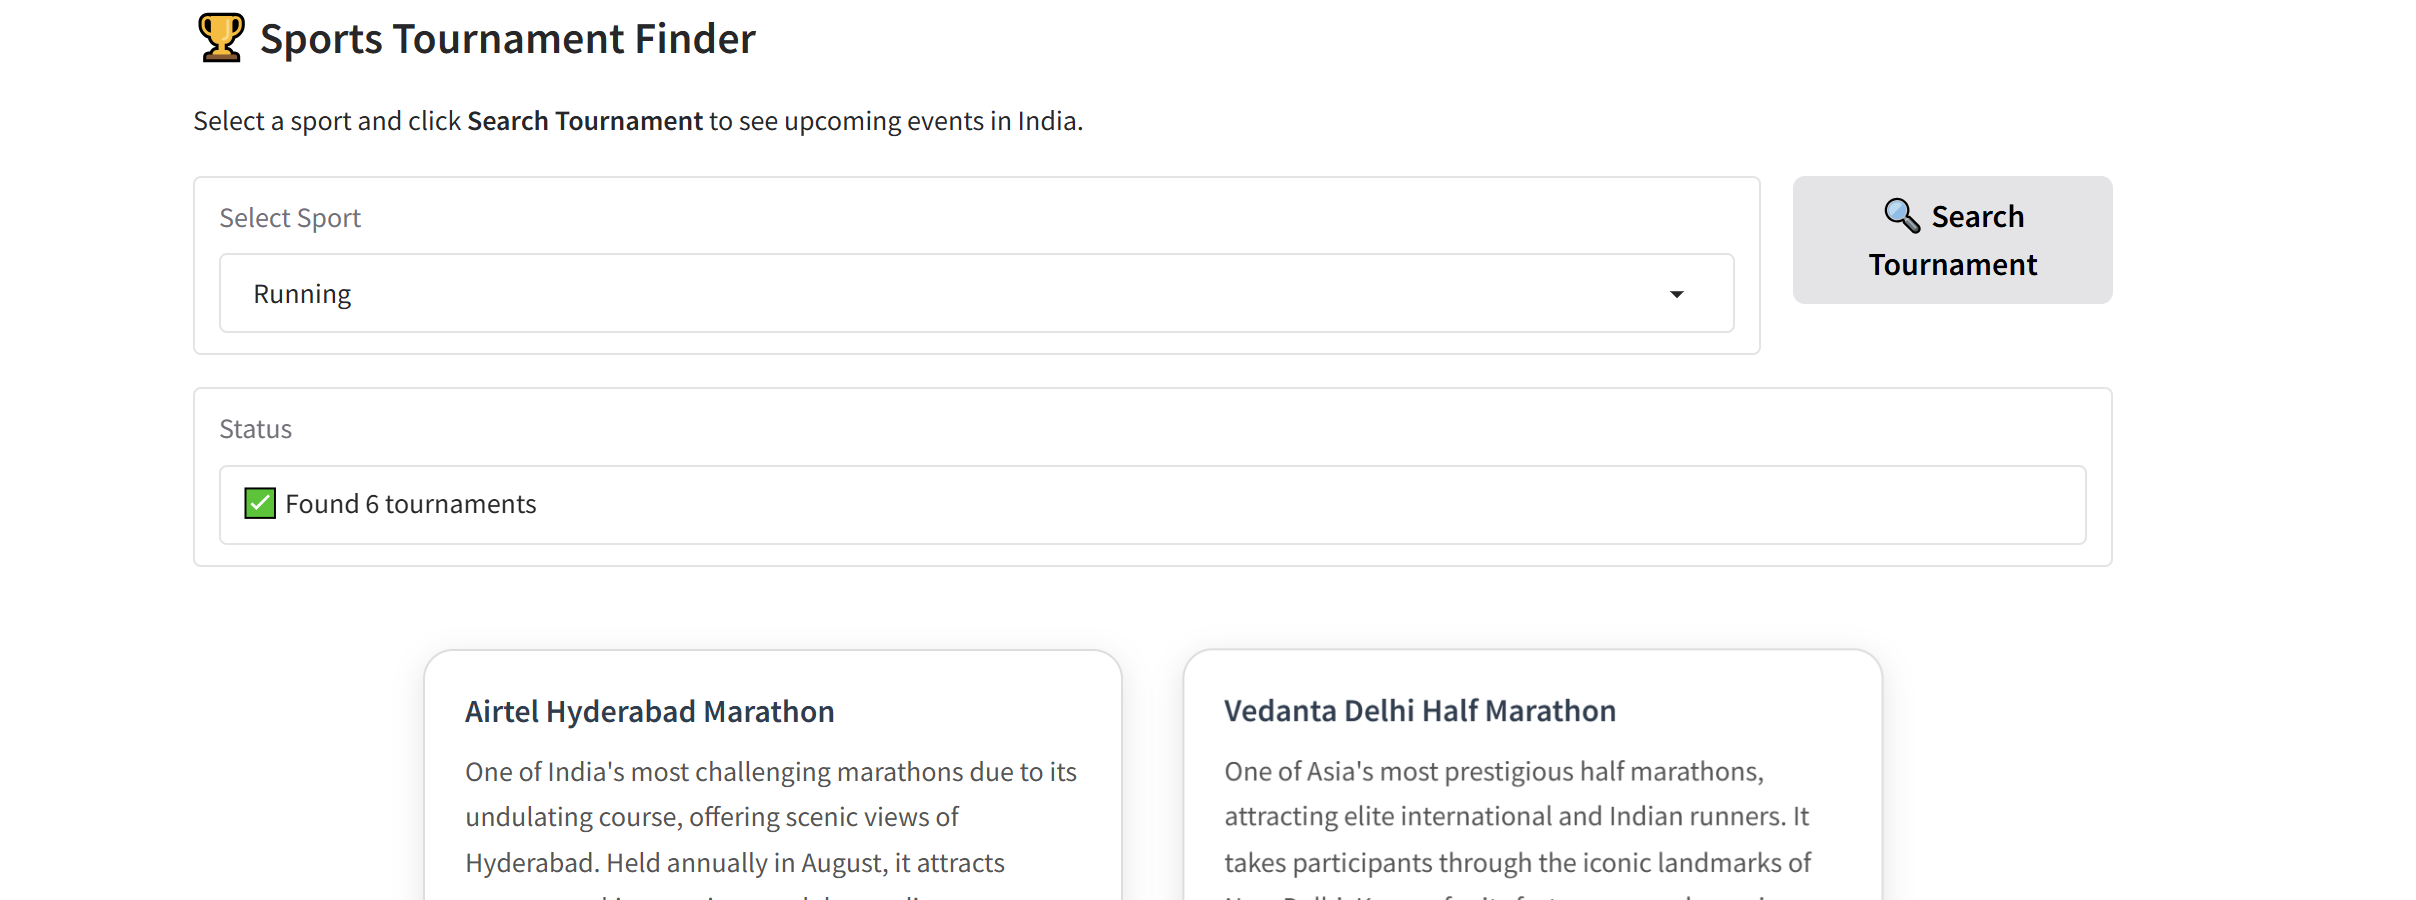 Sports Tournament Finder
Select a sport and click Search Tournament to see upcoming events in India.
Select Sport
Running
Search
Tournament
Status
Found 6 tournaments
Airtel Hyderabad Marathon
One of India's most challenging marathons due to its
undulating course, offering scenic views of
Hyderabad. Held annually in August, it attracts
Vedanta Delhi Half Marathon
One of Asia's most prestigious half marathons,
attracting elite international and Indian runners. It
takes participants through the iconic landmarks of